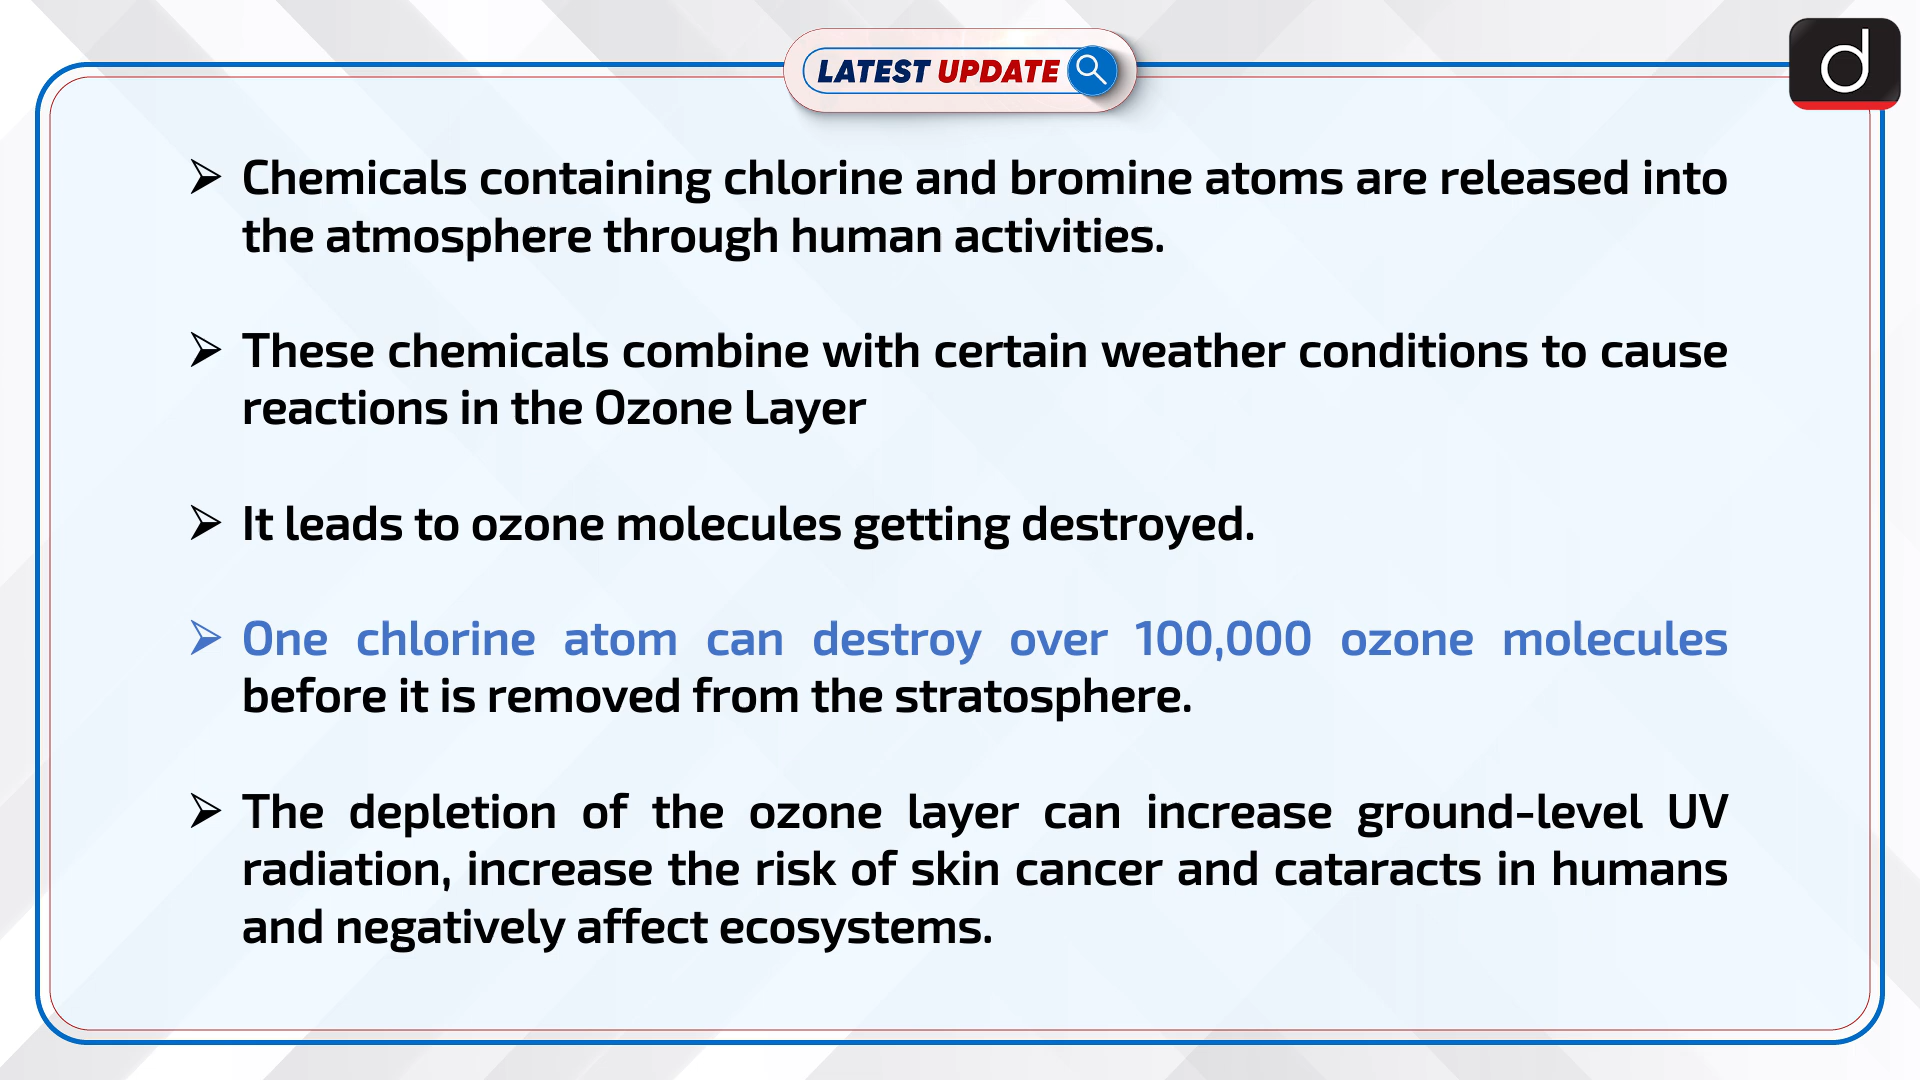 LATEST UPDATE
d
➢ Chemicals containing chlorine and bromine atoms are released into
the atmosphere through human activities.
➢ These chemicals combine with certain weather conditions to cause
reactions in the Ozone Layer
➢ It leads to ozone molecules getting destroyed.
➢ One chlorine atom can destroy over 100,000 ozone molecules
before it is removed from the stratosphere.
➢ The depletion of the ozone layer can increase ground-level UV
radiation, increase the risk of skin cancer and cataracts in humans
and negatively affect ecosystems.